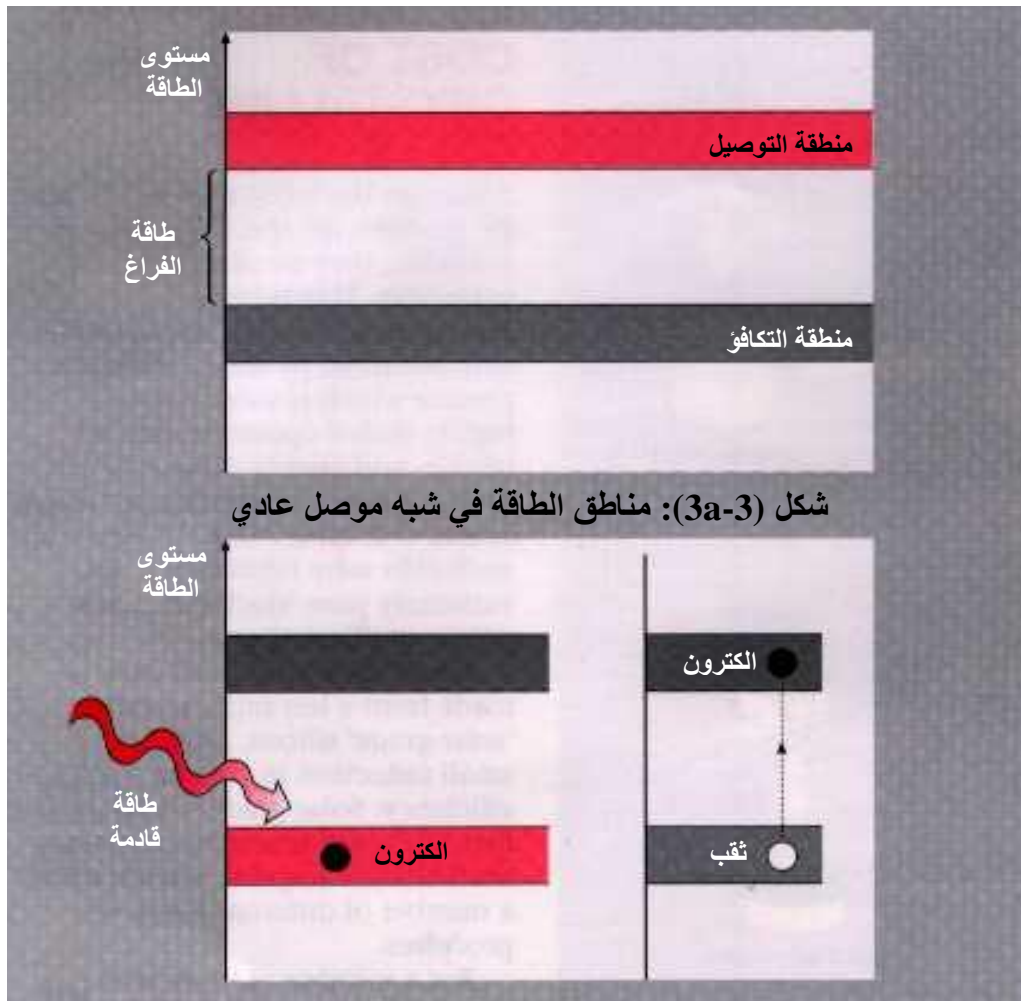 مستوى
الطاقة
منطقة التوصيل
طاقة
الفراغ
منطقة التكافؤ
شكل (3a-3): مناطق الطاقة في شبه موصل عادي
مستوى
الطاقة
الكترون
طاقة
قادمة
الكترون
ثقب